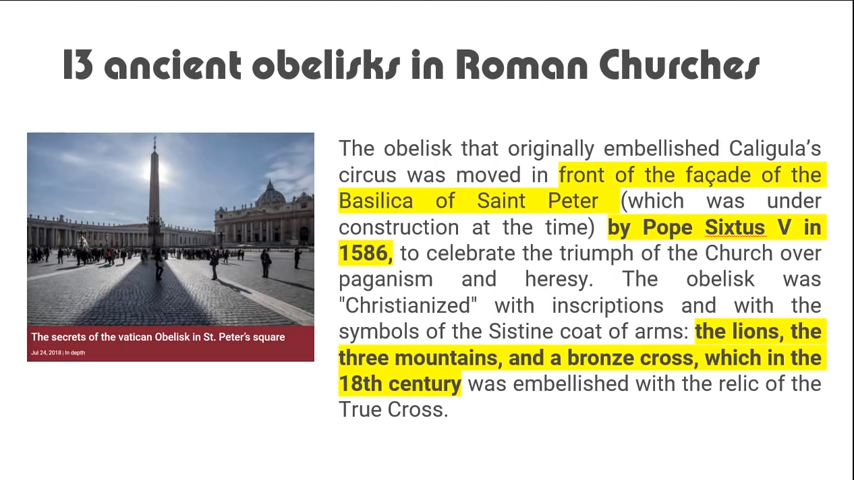 13 ancient obelisks in Roman Churches
The obelisk that originally embellished Caligula's
circus was moved in front of the façade of the
Basilica of Saint Peter (which was under
construction at the time) by Pope Sixtus V in
1586, to celebrate the triumph of the Church over
paganism and heresy. The obelisk was
"Christianized" with inscriptions and with the
symbols of the Sistine coat of arms: the lions, the
three mountains, and a bronze cross, which in the
18th century was embellished with the relic of the
True Cross.
The secrets of the vatican Obelisk in St. Peter's square
Jul 24, 2018 | In depth